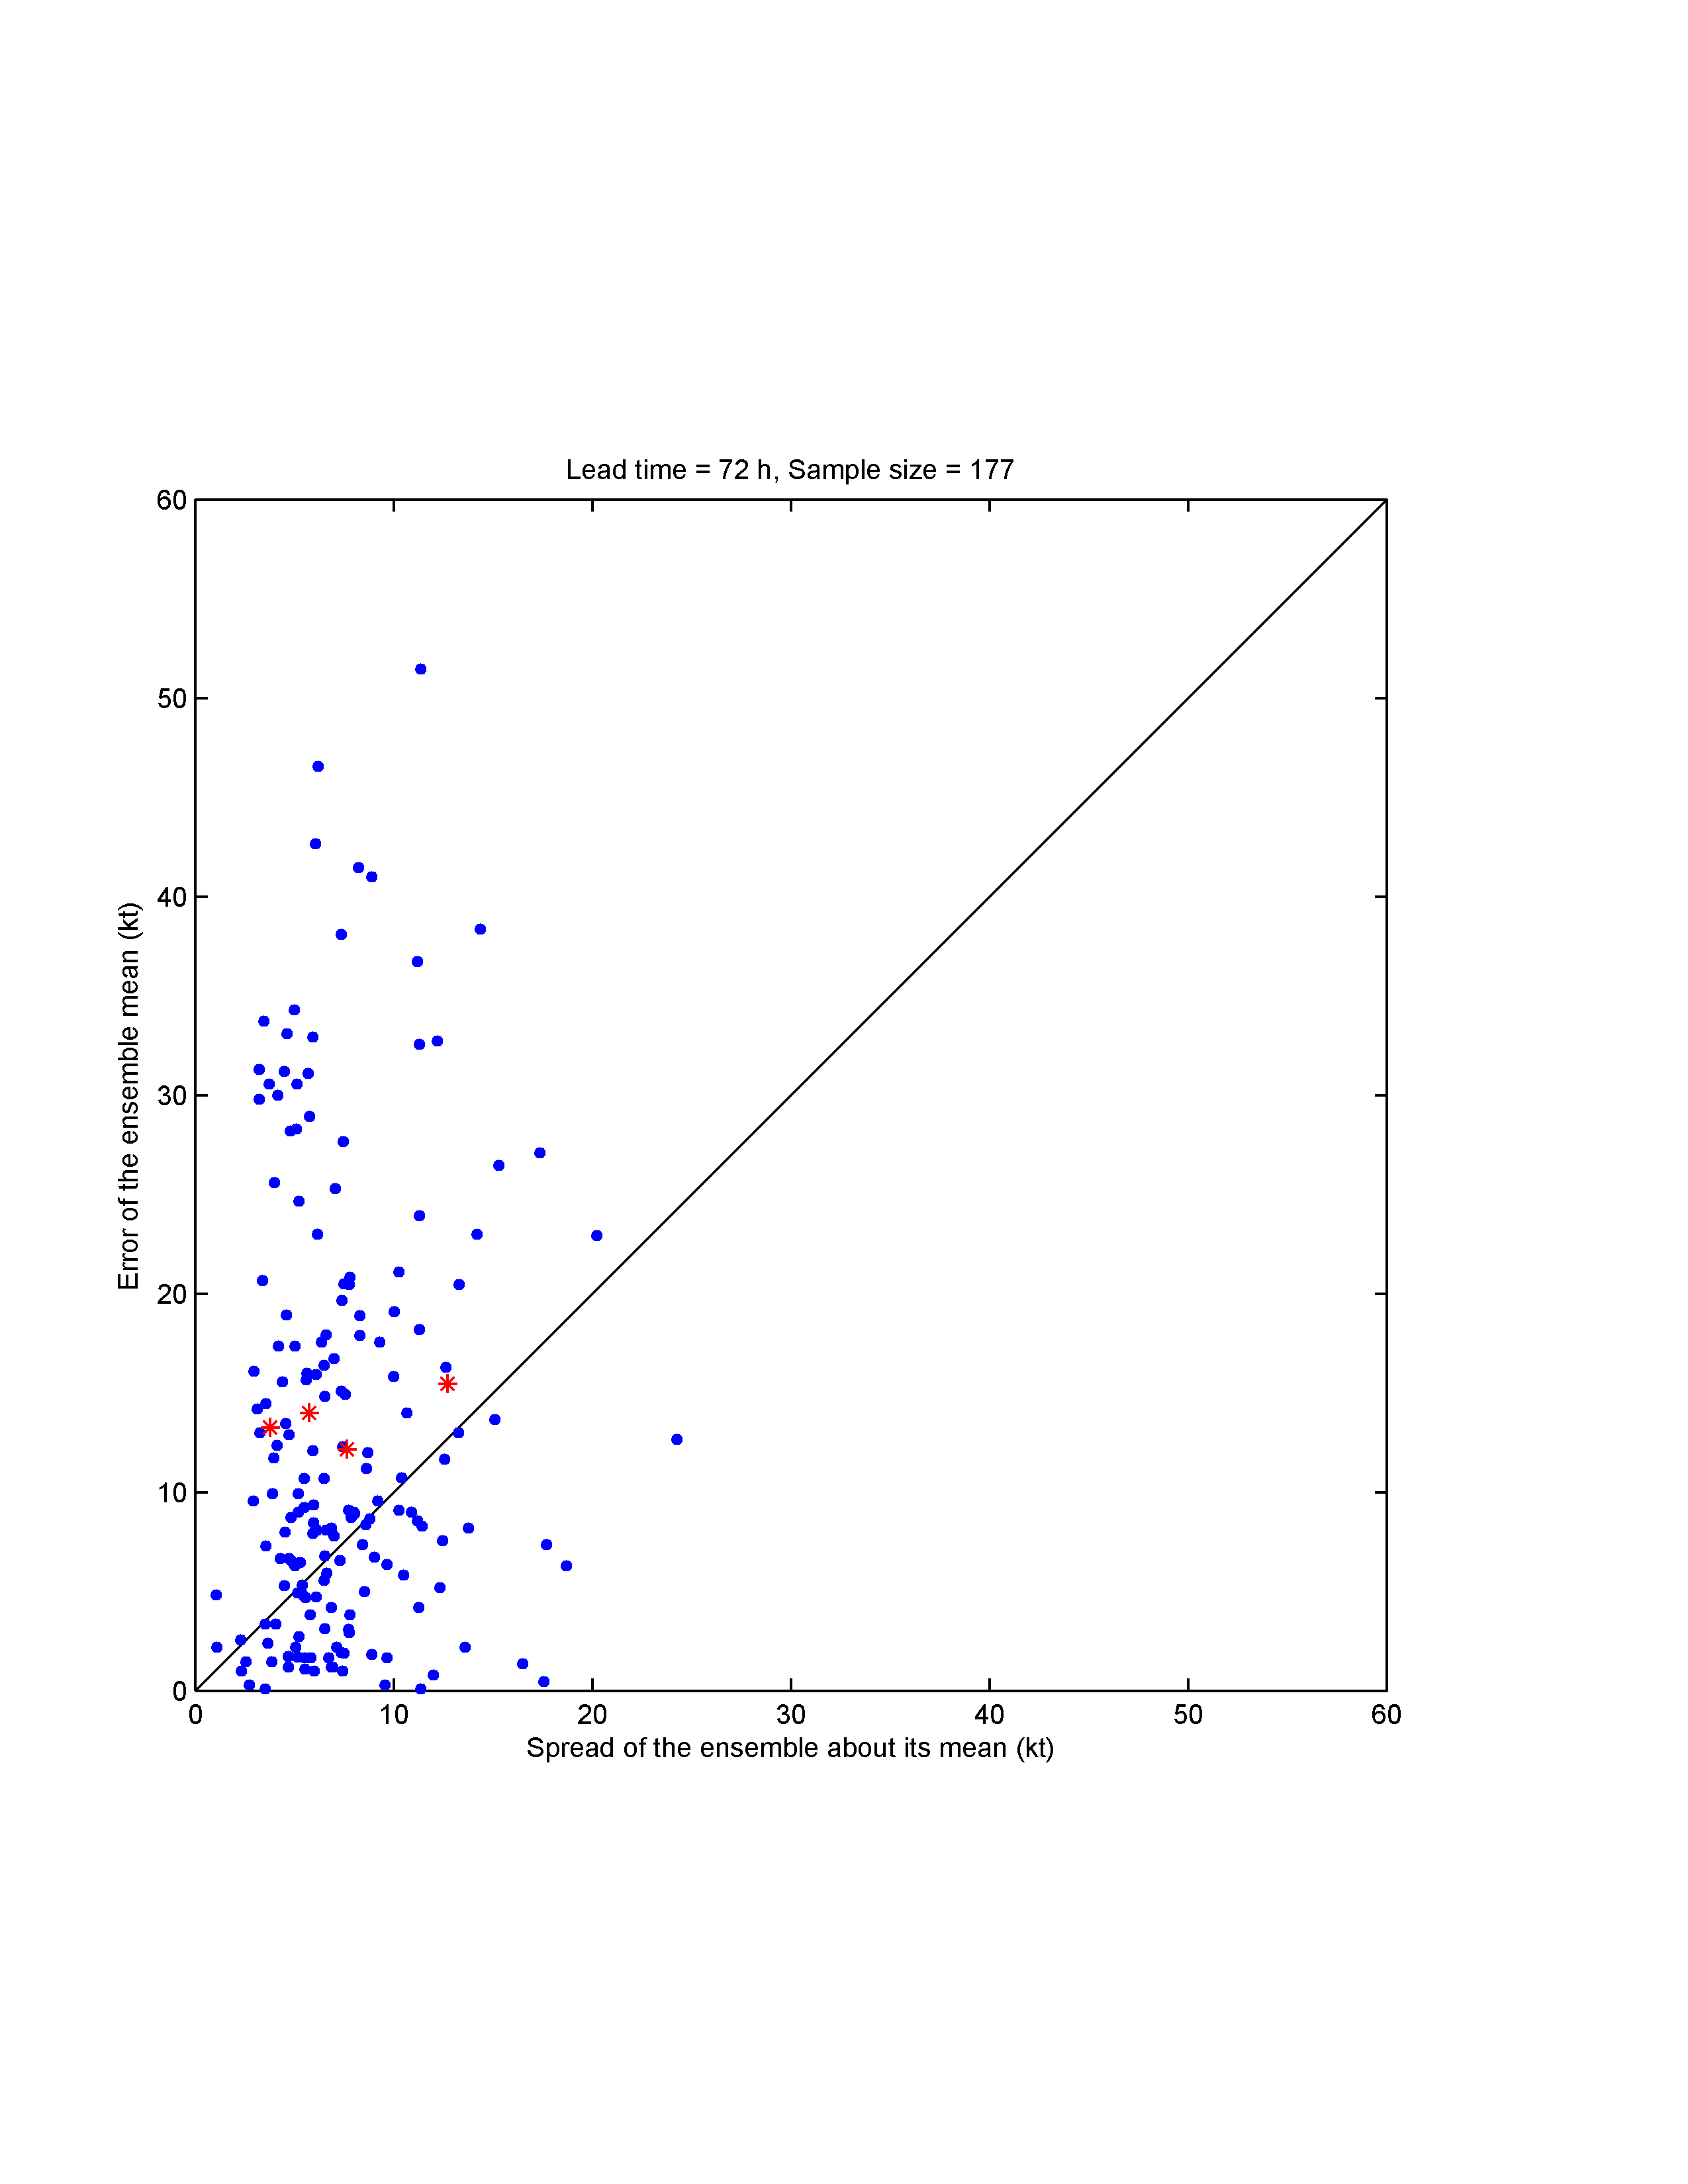 Lead time = 72 h, Sample size = 177
60
50
40
30
20
10
0
Error of the ensemble mean (kt)
0 10 20 30 40 50 60
Spread of the ensemble about its mean (kt)